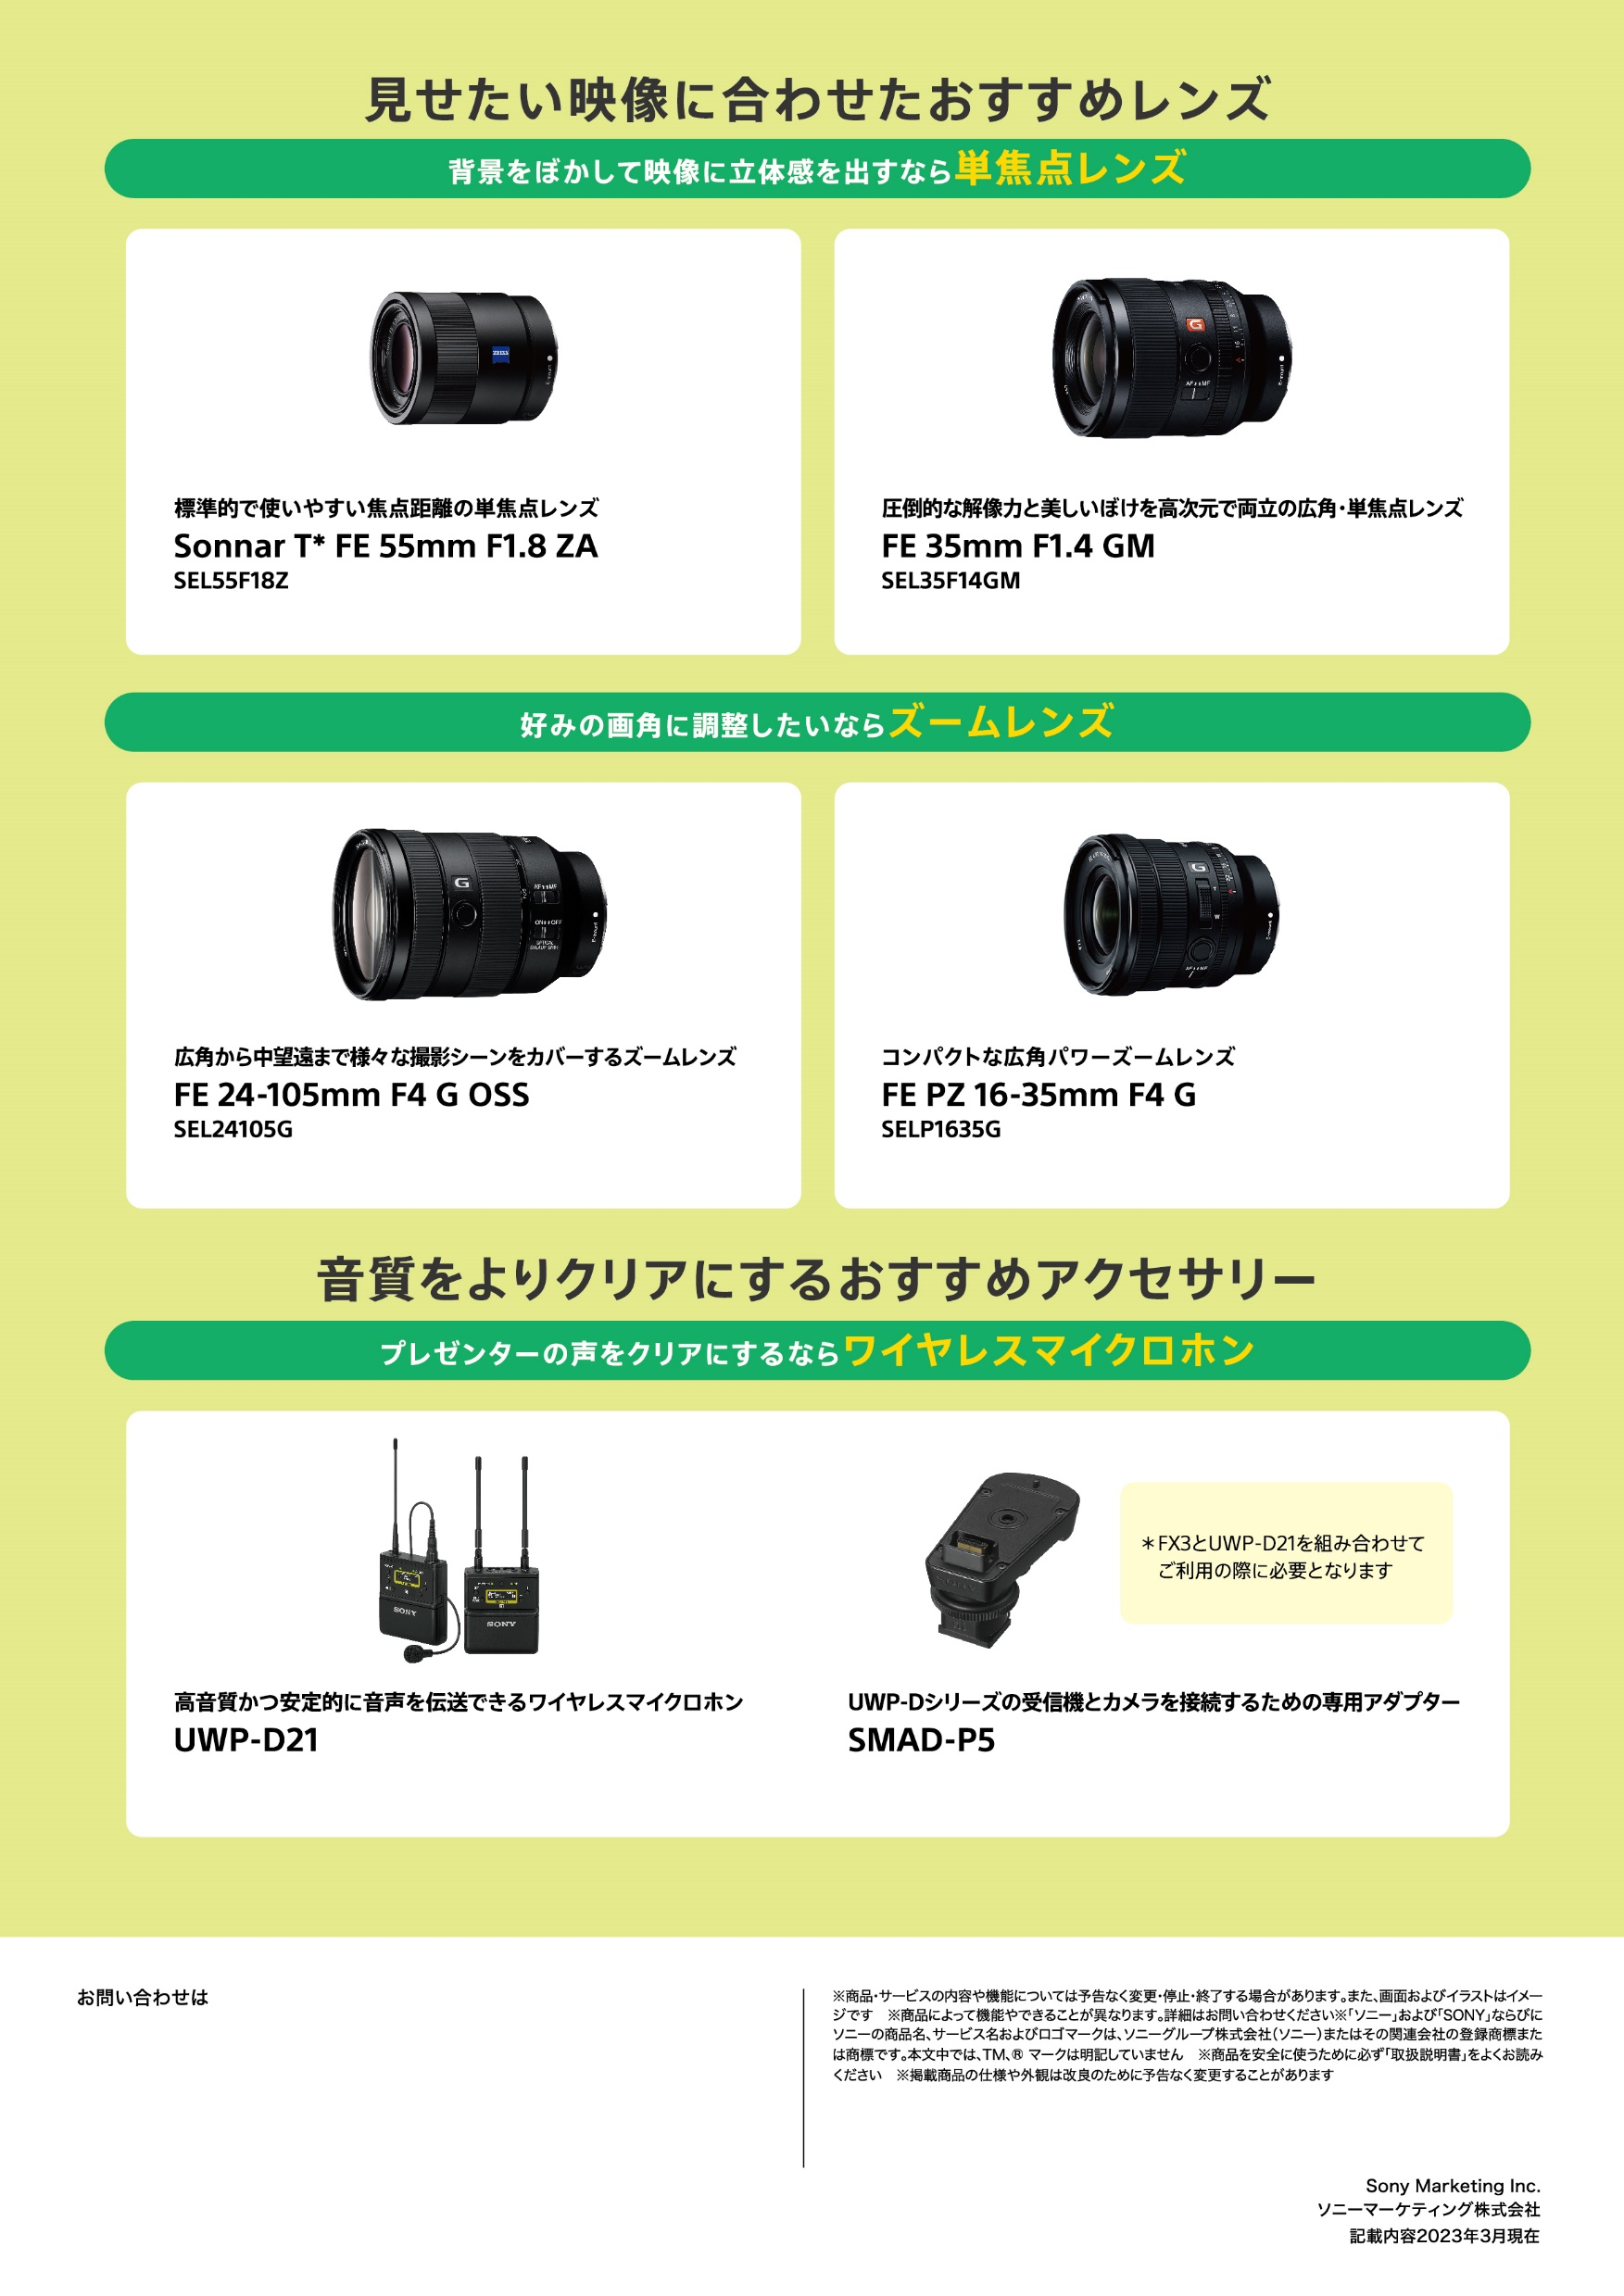 見せたい映像に合わせたおすすめレンズ
背景をぼかして映像に立体感を出すなら単焦点レンズ
ZEISS
G
AF MF
標準的で使いやすい焦点距離の単焦点レンズ
Sonnar T* FE 55mm F1.8 ZA
SEL55F18Z
圧倒的な解像力と美しいぼけを高次元で両立の広角・単焦点レンズ
FE 35mm F1.4 GM
SEL35F14GM
好みの画角に調整したいならズームレンズ
G
AF MF
ON OFF
G
AF MF
広角から中望遠まで様々な撮影シーンをカバーするズームレンズ
FE 24-105mm F4 G OSS
SEL24105G
コンパクトな広角パワーズームレンズ
FE PZ 16-35mm F4 G
SELP1635G
音質をよりクリアにするおすすめアクセサリー
プレゼンターの声をクリアにするならワイヤレスマイクロホン
SONY
SONY
＊FX3とUWP-D21を組み合わせて
ご利用の際に必要となります
高音質かつ安定的に音声を伝送できるワイヤレスマイクロホン
UWP-D21
UWP-Dシリーズの受信機とカメラを接続するための専用アダプター
SMAD-P5
お問い合わせは
※商品・サービスの内容や機能については予告なく変更・停止・終了する場合があります。また、画面およびイラストはイメー
ジです　※商品によって機能やできることが異なります。詳細はお問い合わせください※「ソニー」および「SONY」ならびに
ソニーの商品名、サービス名およびロゴマークは、ソニーグループ株式会社（ソニー）またはその関連会社の登録商標また
は商標です。本文中では、TM、® マークは明記していません　※商品を安全に使うために必ず「取扱説明書」をよくお読み
ください　※掲載商品の仕様や外観は改良のために予告なく変更することがあります
Sony Marketing Inc.
ソニーマーケティング株式会社
記載内容2023年3月現在